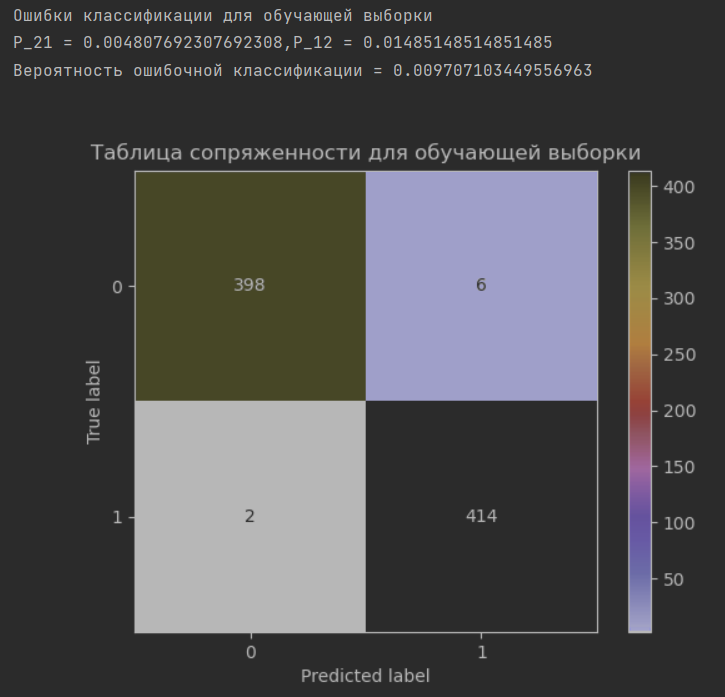 Ошибки классификации для обучающей выборки
P_21 = 0.004807692307692308,P_12 = 0.01485148514851485
Вероятность ошибочной классификации = 0.009707103449556963
Таблица сопряженности для обучающей выборки
400
350
300
250
200
150
100
50
0
398
6
True label
1
2
414
0
1
Predicted label